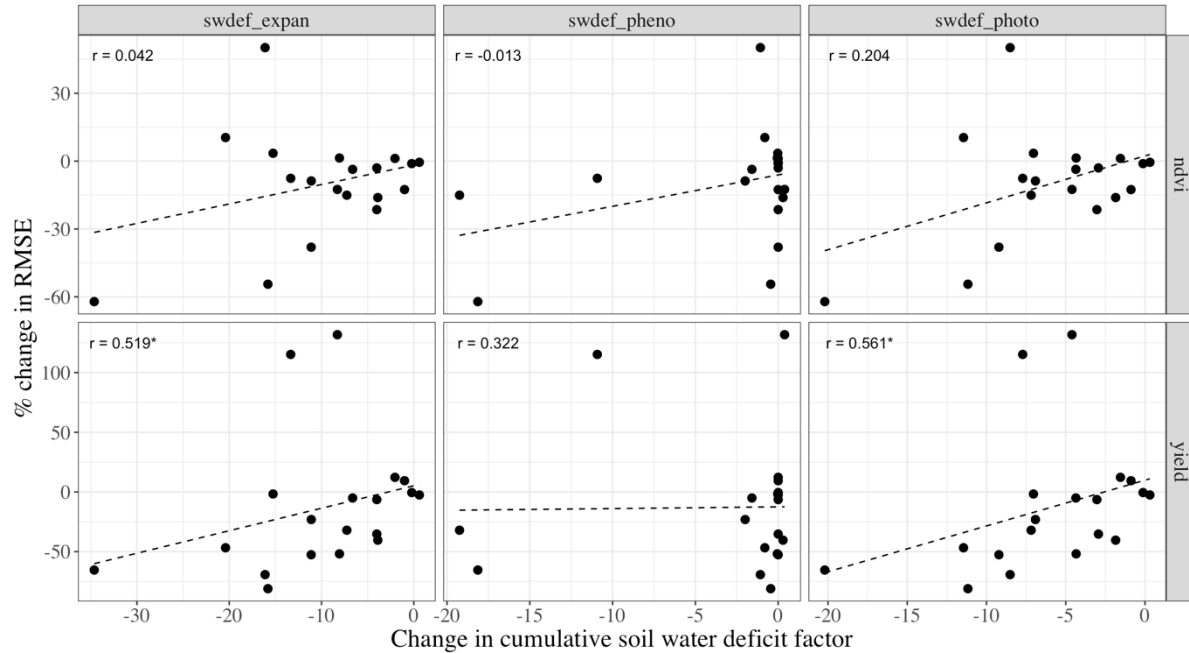 swdef_expan swdef_pheno swdef_photo
r = 0.042 r = -0.013 r = 0.204
30
0
-30
-60
ndvi
% change in RMSE
r = 0.519* r = 0.322 r = 0.561*
100
50
0
-50
yield
-30 -20 -10 0 -20 -15 -10 -5 0 -20 -15 -10 -5 0
Change in cumulative soil water deficit factor